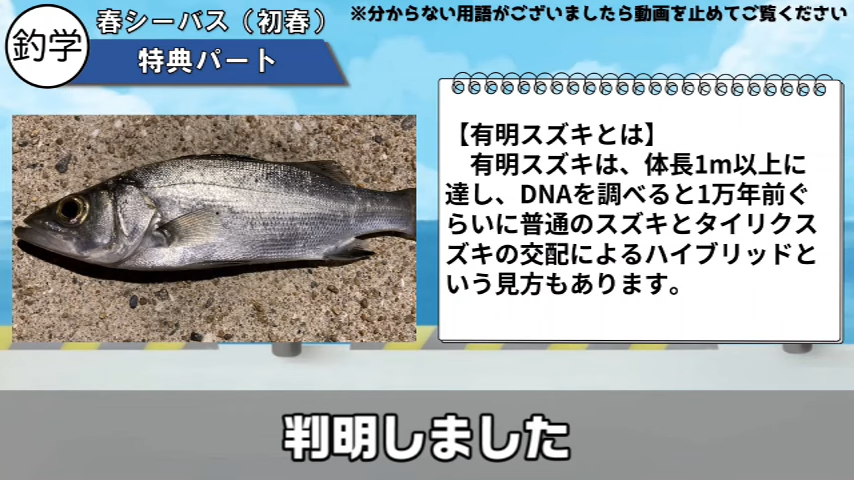 釣学
春シーバス（初春）
特典パート
※分からない用語がございましたら動画を止めてご覧ください
【有明スズキとは】
有明スズキは、体長1m以上に
達し、DNAを調べると1万年前ぐ
らいに普通のスズキとタイリクス
ズキの交配によるハイブリッドと
いう見方もあります。
判明しました